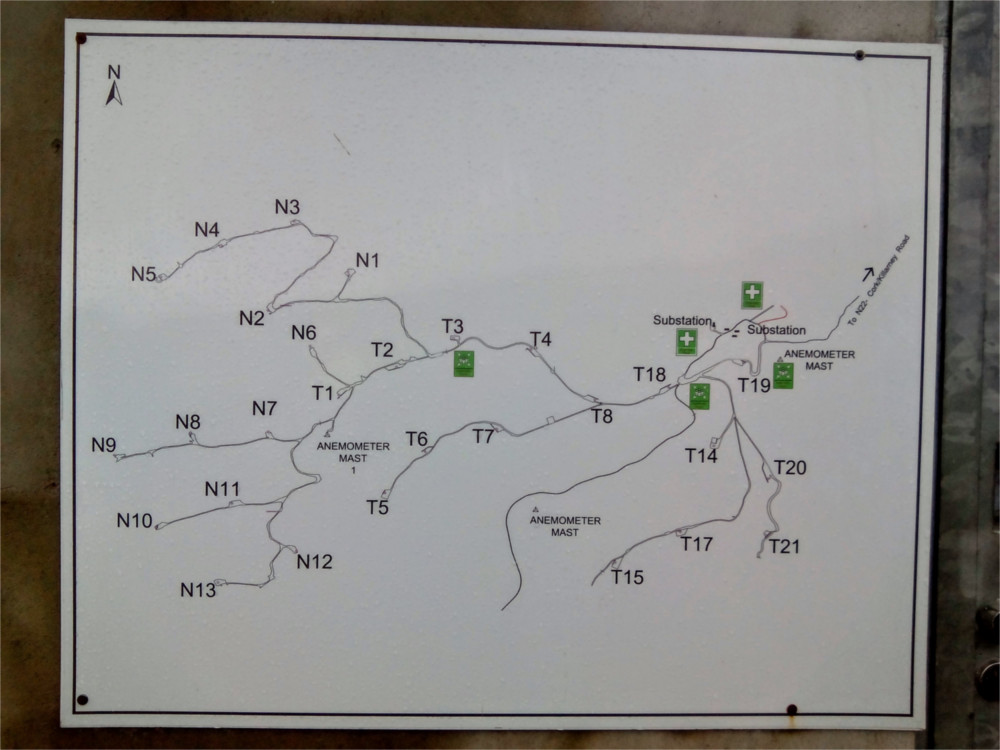 N
N3
N4
N5
N1
N2
N6
T3
T2
T4
T1
Substation
Substation
To N22- Cork/Killarney Road
ANEMOMETER
MAST
T18
T19
T8
N7
N8
N9
ANEMOMETER
MAST
1
T6
T7
T5
T14
T20
N11
N10
ANEMOMETER
MAST
T17
T21
N12
N13
T15